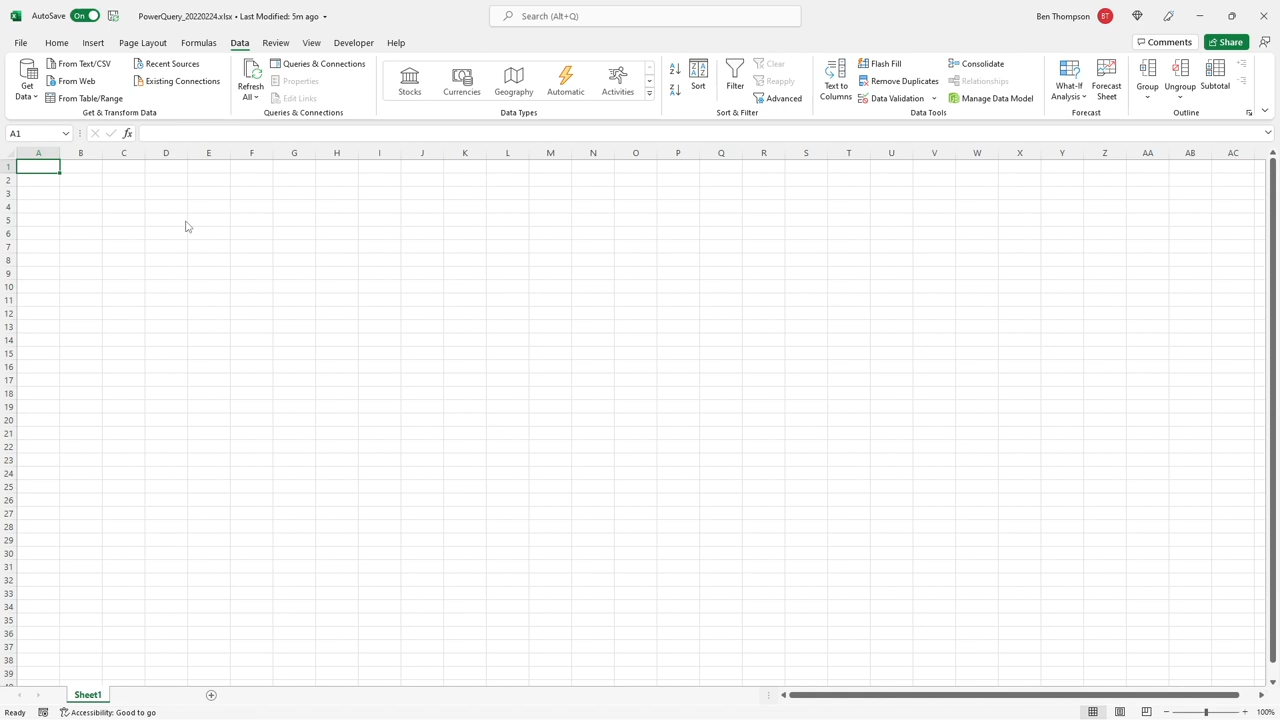 AutoSave On PowerQuery_20220224.xlsx • Last Modified: 5m ago Search (Alt+Q) Ben Thompson BT
File Home Insert Page Layout Formulas Data Review View Developer Help Comments Share
Get Data
From Text/CSV
From Web
From Table/Range
Recent Sources
Existing Connections
Get & Transform Data
Refresh All
Queries & Connections
Properties
Edit Links
Queries & Connections
Stocks Currencies Geography Automatic Activities
Data Types
Sort
Filter
Clear
Reapply
Advanced
Sort & Filter
Text to Columns
Flash Fill
Remove Duplicates
Data Validation
Consolidate
Relationships
Manage Data Model
Data Tools
What-If Analysis
Forecast Sheet
Forecast
Group Ungroup Subtotal
Outline
A1 fx
A B C D E F G H I J K L M N O P Q R S T U V W X Y Z AA AB AC
1
2
3
4
5
6
7
8
9
10
11
12
13
14
15
16
17
18
19
20
21
22
23
24
25
26
27
28
29
30
31
32
33
34
35
36
37
38
39
Sheet1
Ready Accessibility: Good to go 100%